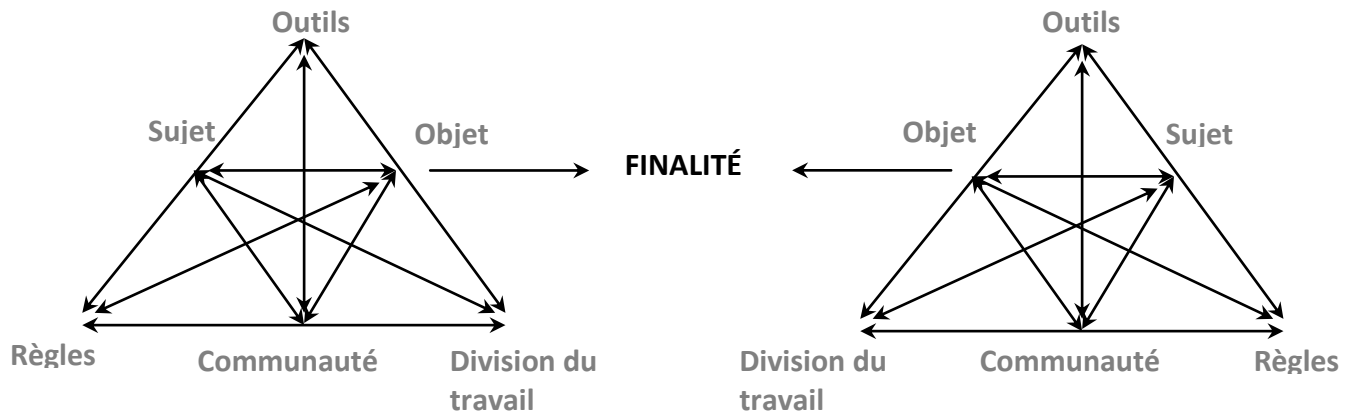 Outils
Outils
Sujet
Objet
FINALITÉ
Objet
Sujet
Règles
Communauté
Division du
travail
Division du
travail
Communauté
Règles